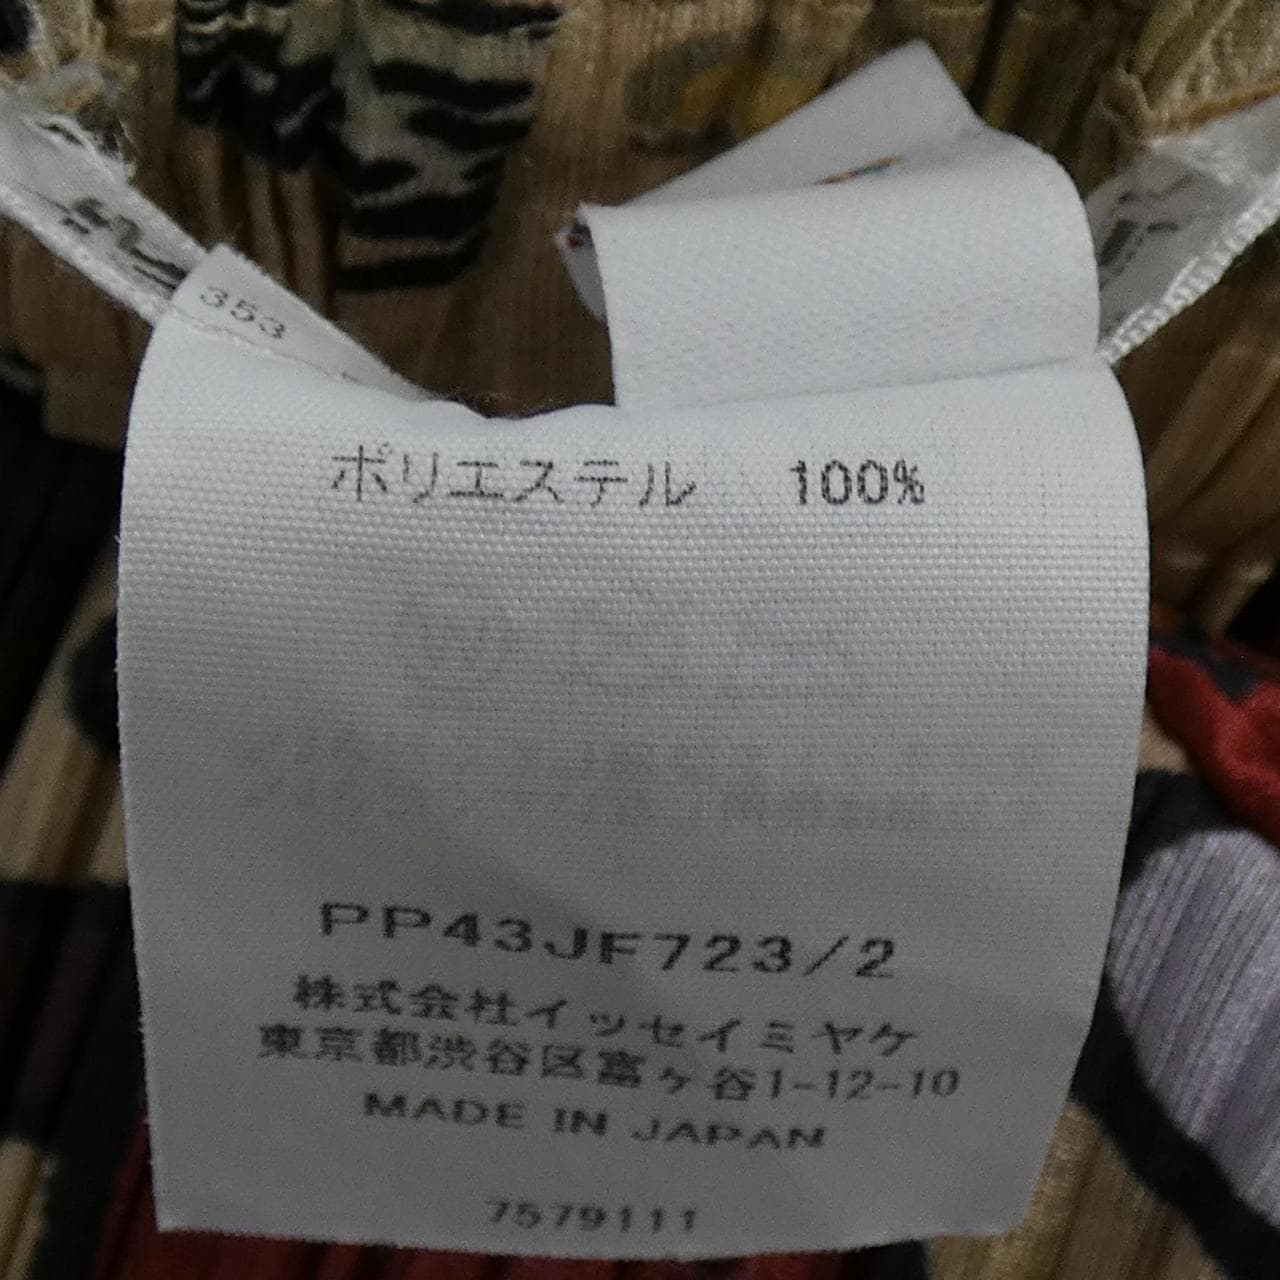 353
ポリエステル 100%
PP43JF723/2
株式会社イッセイミヤケ
東京都渋谷区富ヶ谷1-12-10
MADE IN JAPAN
7579111